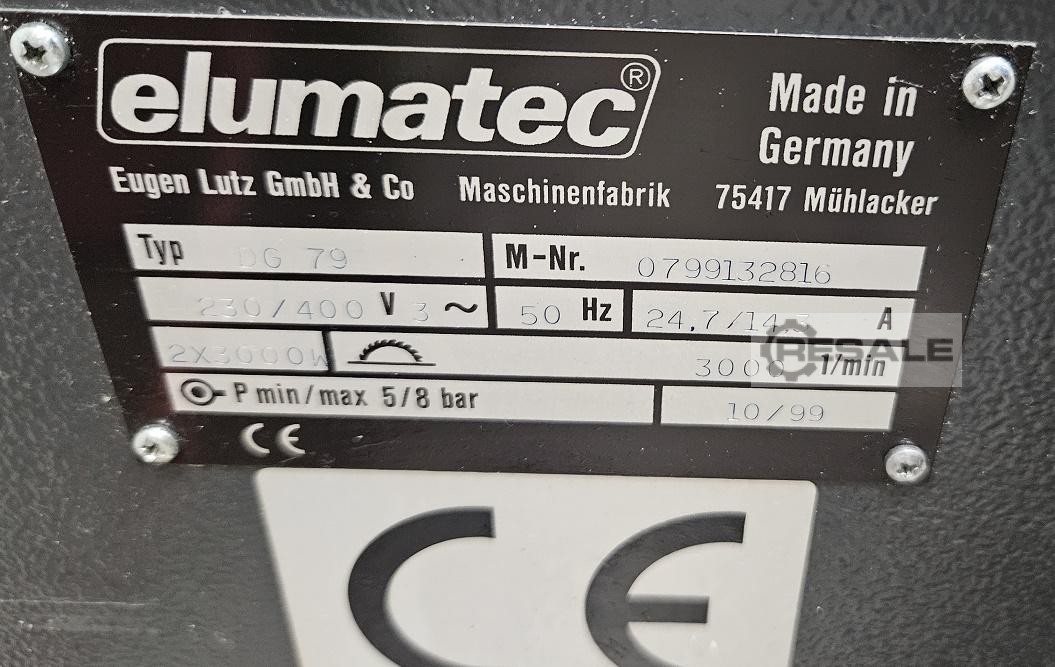 elumatec®
Made in
Germany
Eugen Lutz GmbH & Co Maschinenfabrik 75417 Mühlacker
Typ DG 79 M-Nr. 0799132816
230/400 V 3 ~ 50 Hz 24,7/14,3 A
2X3000W 3000 1/min
RESALE
P min/max 5/8 bar 10/99
CE
CE